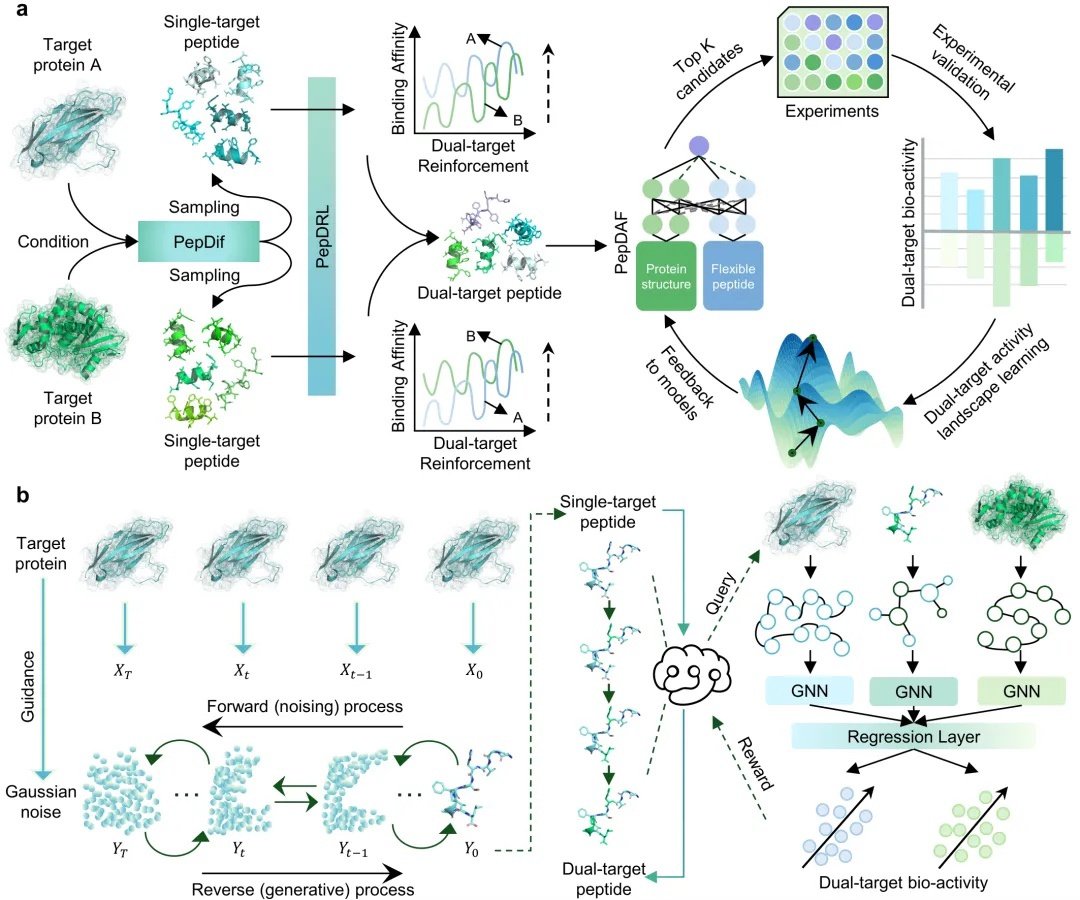 a
Target
protein A
Single-target
peptide
Condition
Sampling
PepDif
Sampling
Target
protein B
Single-target
peptide
PepDRL
Binding Affinity
A
B
Dual-target
Reinforcement
Dual-target peptide
Binding Affinity
B
A
Dual-target
Reinforcement
PepDAF
Protein
structure
Flexible
peptide
Top K
candidates
Experiments
Experimental
validation
Dual-target bio-activity
Dual-target activity
landscape learning
Feedback
to models
b
Target
protein
Guidance
Gaussian
noise
X_T
X_t
X_{t−1}
X_0
Forward (noising) process
...
...
Y_T
Y_t
Y_{t−1}
Y_0
Reverse (generative) process
Single-target
peptide
Dual-target
peptide
Query
Reward
GNN
GNN
GNN
Regression Layer
Dual-target bio-activity